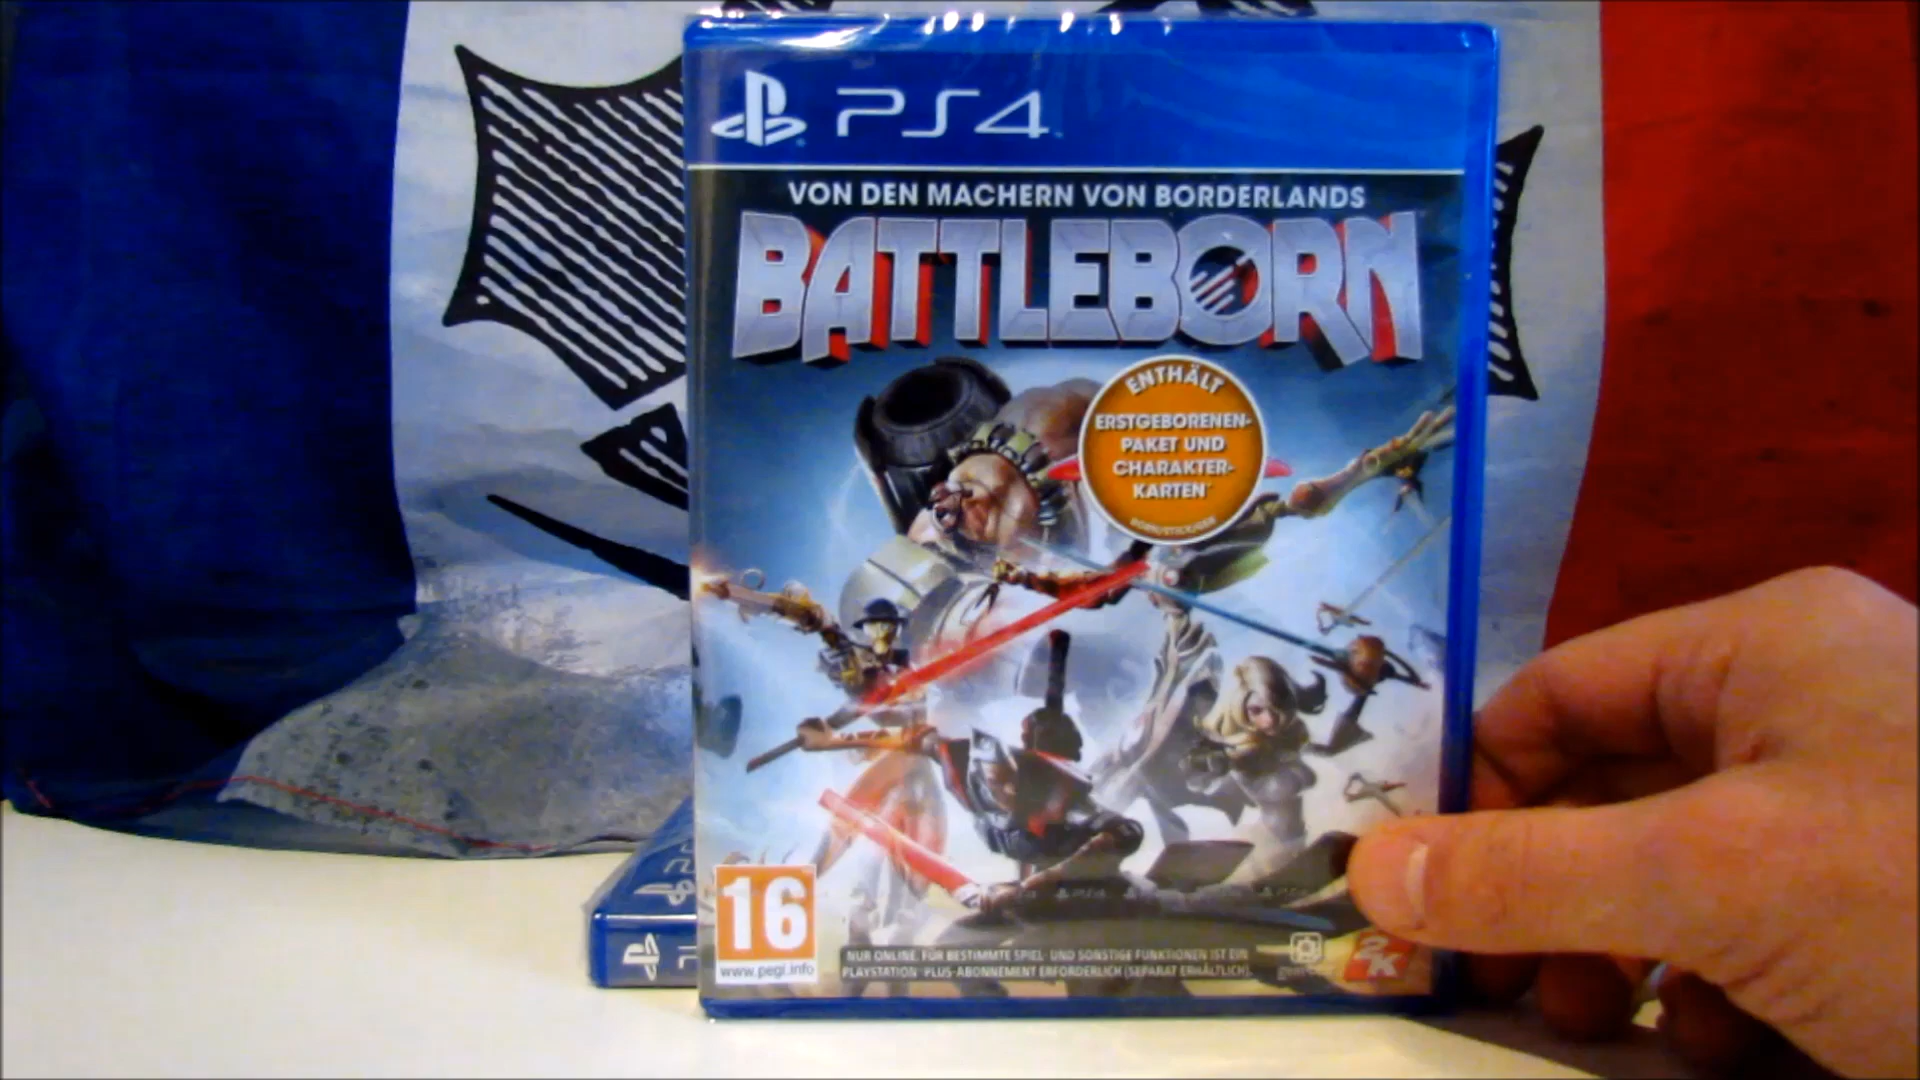 PS4
VON DEN MACHERN VON BORDERLANDS
BATTLEBORN
ENTHÄLT
ERSTGEBORENEN-
PAKET UND
CHARAKTER-
KARTEN*
16
www.pegi.info
NUR ONLINE. FÜR BESTIMMTE SPIEL- UND SONSTIGE FUNKTIONEN IST EIN
PLAYSTATION®PLUS-ABONNEMENT ERFORDERLICH (SEPARAT ERHÄLTLICH).
2K